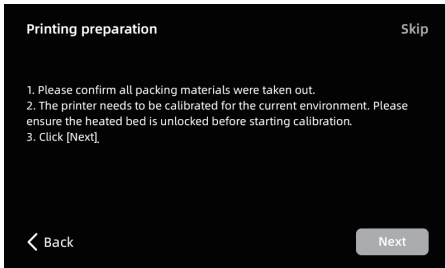 Printing preparation
Skip
1. Please confirm all packing materials were taken out.
2. The printer needs to be calibrated for the current environment. Please
ensure the heated bed is unlocked before starting calibration.
3. Click [Next].
Back
Next